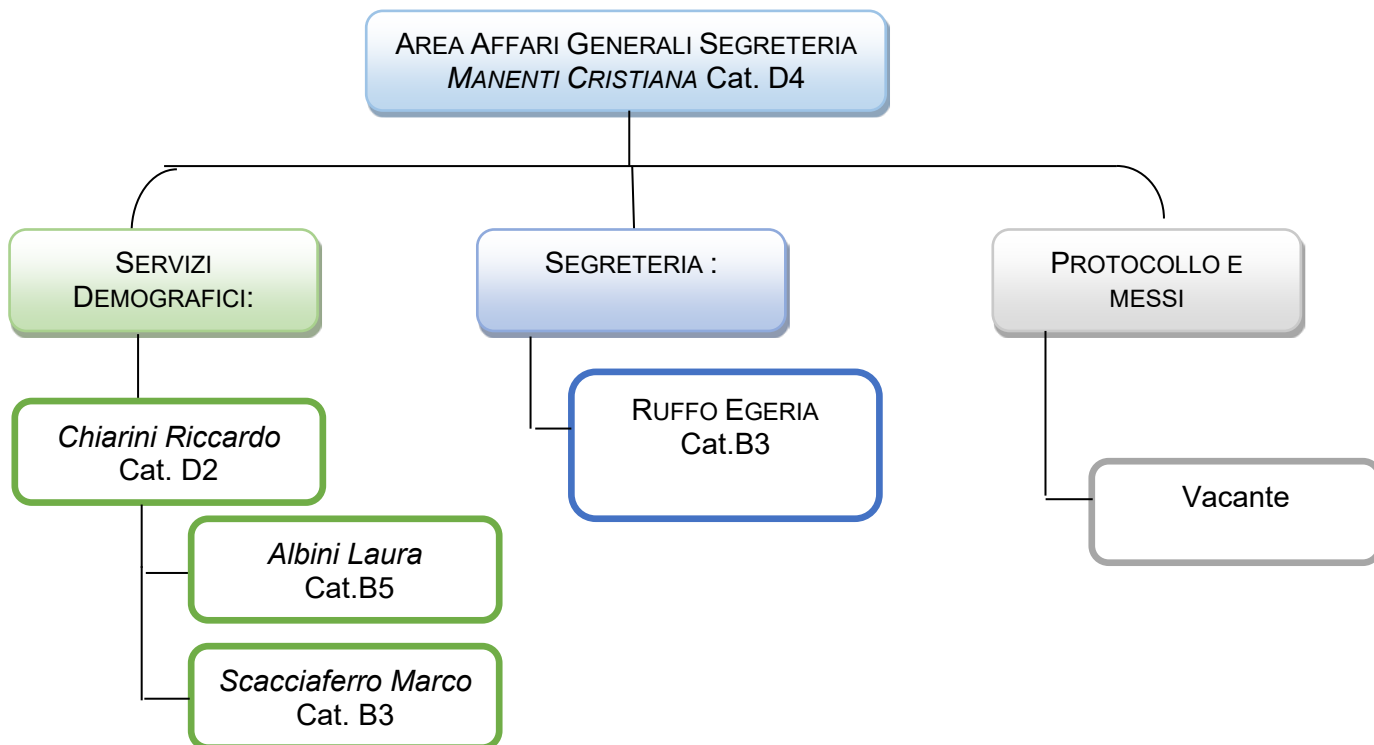 AREA AFFARI GENERALI SEGRETERIA
MANENTI CRISTIANA Cat. D4
SERVIZI
DEMOGRAFICI:
SEGRETERIA :
PROTOCOLLO E
MESSI
Chiarini Riccardo
Cat. D2
RUFFO EGERIA
Cat.B3
Vacante
Albini Laura
Cat.B5
Scacciaferro Marco
Cat. B3